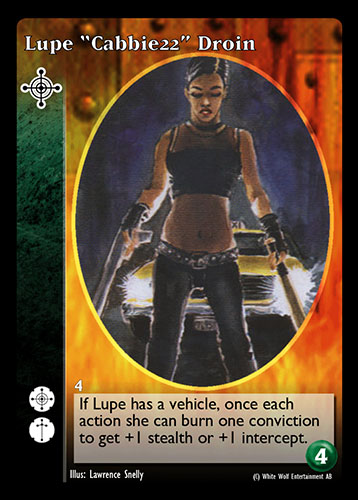 Lupe "Cabbie22" Droin
4
If Lupe has a vehicle, once each
action she can burn one conviction
to get +1 stealth or +1 intercept.
4
Illus: Lawrence Snelly
(C) White Wolf Entertainment AB